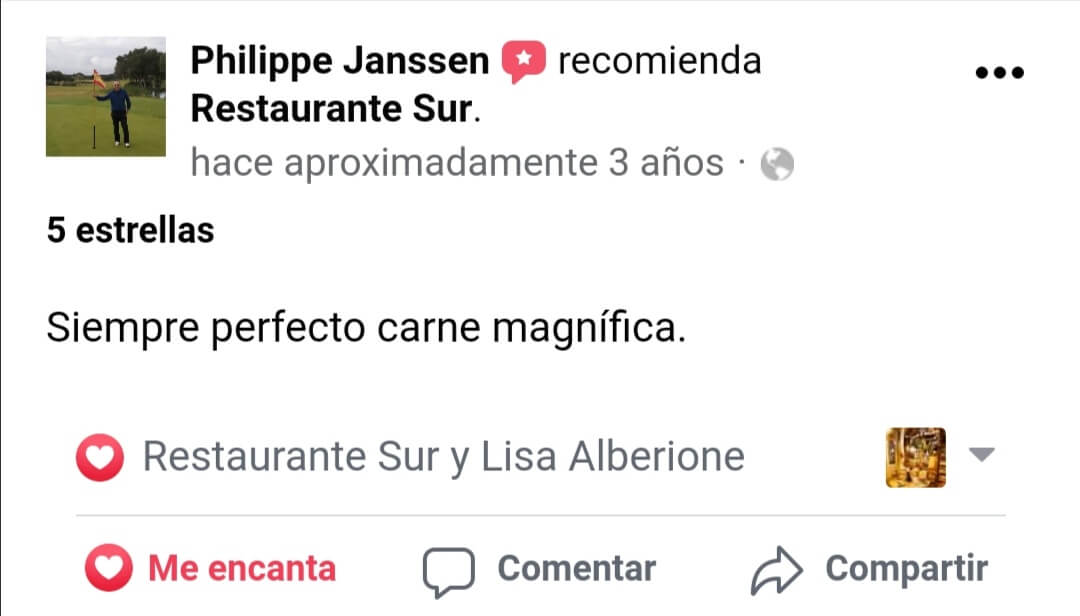 Philippe Janssen recomienda
Restaurante Sur.
hace aproximadamente 3 años ·
5 estrellas
Siempre perfecto carne magnífica.
Restaurante Sur y Lisa Alberione
Me encanta Comentar Compartir